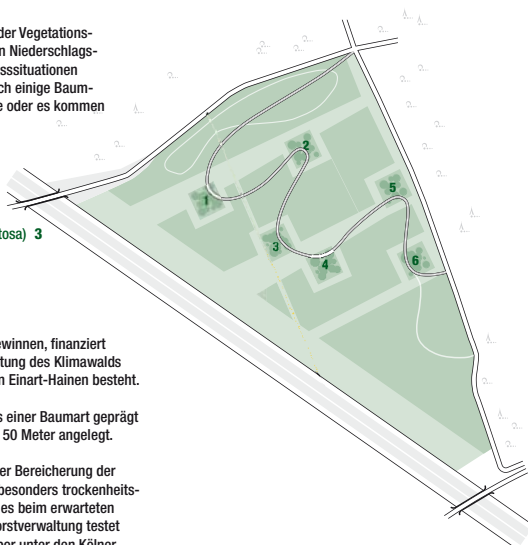 der Vegetations-
n Niederschlags-
sssituationen
ch einige Baum-
e oder es kommen
tosa) 3
1
2
3
4
5
6
ewinnen, finanziert
tung des Klimawalds
n Einart-Hainen besteht.
s einer Baumart geprägt
50 Meter angelegt.
er Bereicherung der
besonders trockenheits-
es beim erwarteten
orstverwaltung testet